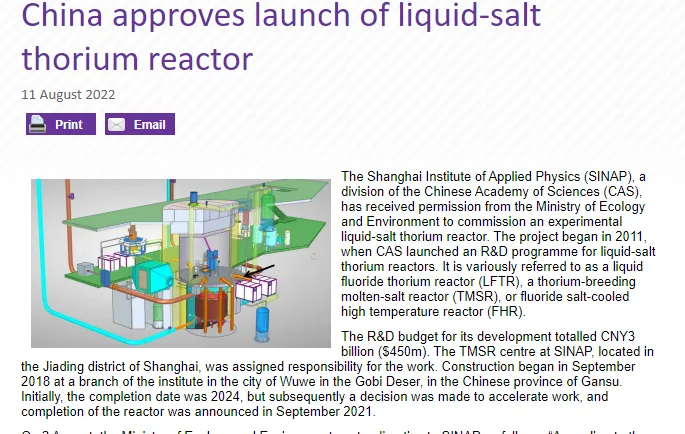 China approves launch of liquid-salt
thorium reactor
11 August 2022
Print
Email
The Shanghai Institute of Applied Physics (SINAP), a
division of the Chinese Academy of Sciences (CAS),
has received permission from the Ministry of Ecology
and Environment to commission an experimental
liquid-salt thorium reactor. The project began in 2011,
when CAS launched an R&D programme for liquid-salt
thorium reactors. It is variously referred to as a liquid
fluoride thorium reactor (LFTR), a thorium-breeding
molten-salt reactor (TMSR), or fluoride salt-cooled
high temperature reactor (FHR).
The R&D budget for its development totalled CNY3
billion ($450m). The TMSR centre at SINAP, located in
the Jiading district of Shanghai, was assigned responsibility for the work. Construction began in September
2018 at a branch of the institute in the city of Wuwe in the Gobi Deser, in the Chinese province of Gansu.
Initially, the completion date was 2024, but subsequently a decision was made to accelerate work, and
completion of the reactor was announced in September 2021.